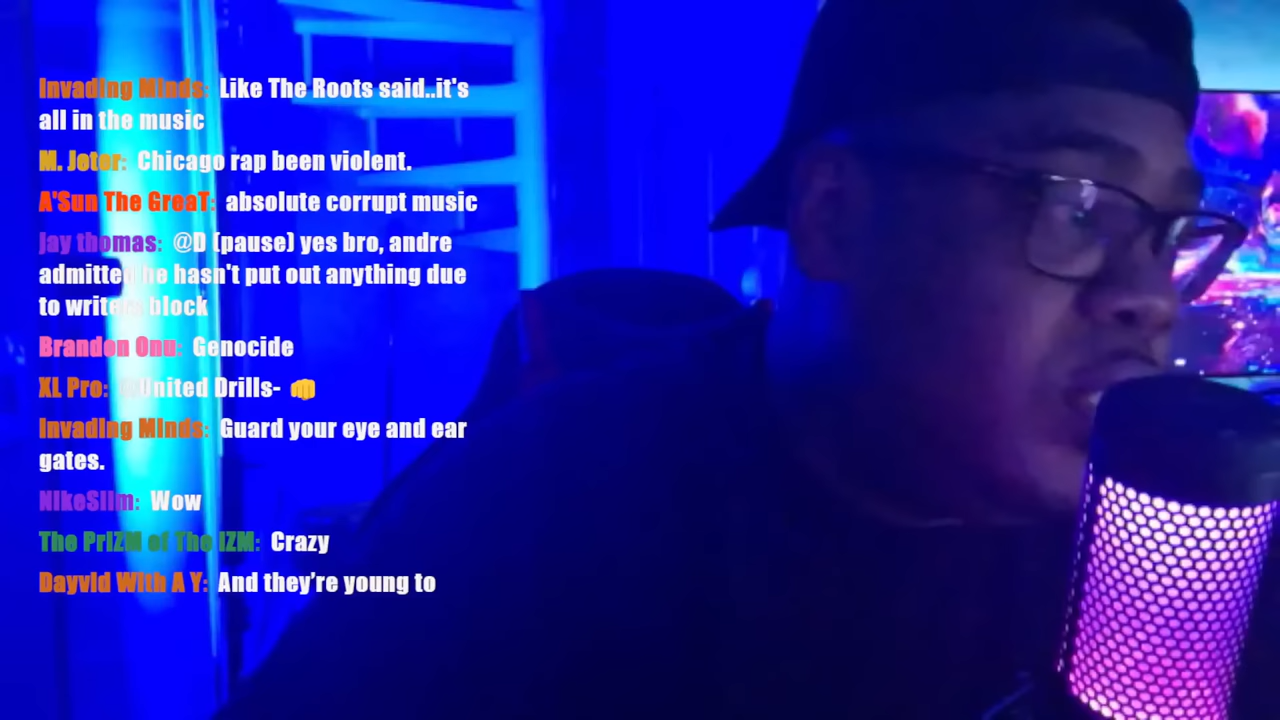 Invading Minds: Like The Roots said..it's
all in the music
M. Jeter: Chicago rap been violent.
A'Sun The GreaT: absolute corrupt music
Jay thomas: @D (pause) yes bro, andre
admitted he hasn't put out anything due
to writers block
Brandon Onu: Genocide
XL Pro: @United Drills- 👊
Invading Minds: Guard your eye and ear
gates.
NikeSlim: Wow
The PrIZM of The IZM: Crazy
Dayvid With A Y: And they’re young to